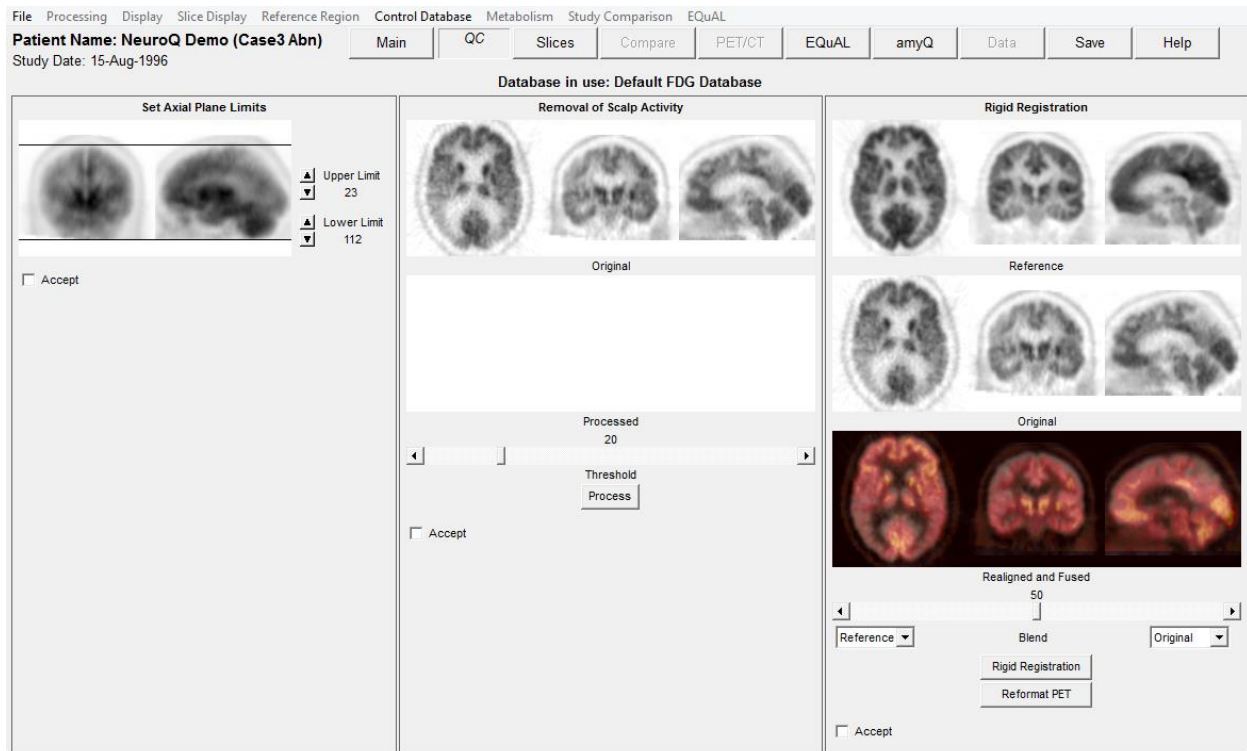 File Processing Display Slice Display Reference Region Control Database Metabolism Study Comparison EQuAL
Patient Name: NeuroQ Demo (Case3 Abn)
Study Date: 15-Aug-1996
Main QC Slices Compare PET/CT EQuAL amyQ Data Save Help
Database in use: Default FDG Database
Set Axial Plane Limits
Upper Limit
23
Lower Limit
112
Accept
Removal of Scalp Activity
Original
Processed
20
Threshold
Process
Accept
Rigid Registration
Reference
Original
Realigned and Fused
50
Reference Blend Original
Rigid Registration
Reformat PET
Accept